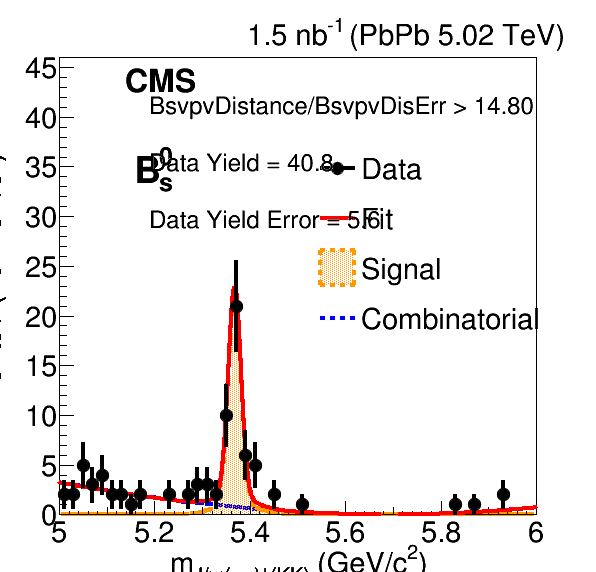 1.5 nb-1 (PbPb 5.02 TeV)
CMS
BsvpvDistance/BsvpvDisErr > 14.80
Data Yield = 40.8
B0s
Data Yield Error = 5.6
Data
Fit
Signal
Combinatorial
45
40
35
30
25
20
15
10
5
0
5 5.2 5.4 5.6 5.8 6
(GeV/c2)